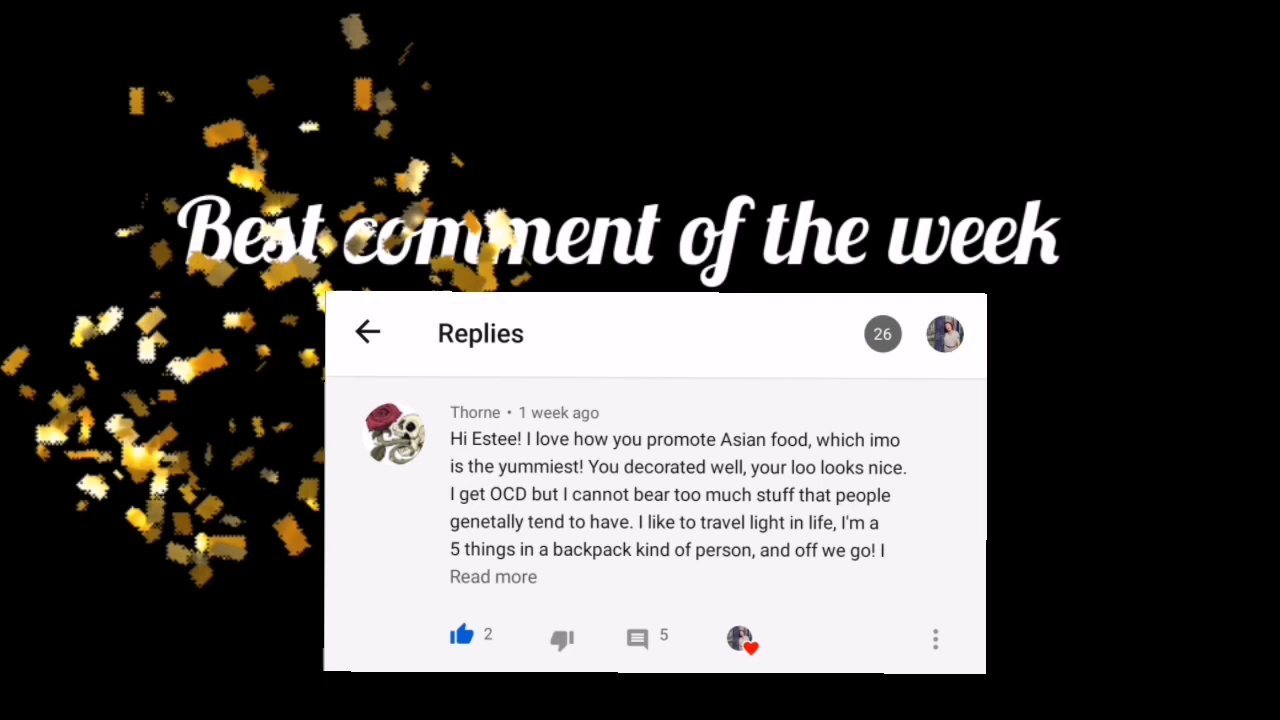 Best comment of the week
Replies
26
Thorne • 1 week ago
Hi Estee! I love how you promote Asian food, which imo
is the yummiest! You decorated well, your loo looks nice.
I get OCD but I cannot bear too much stuff that people
genetally tend to have. I like to travel light in life, I'm a
5 things in a backpack kind of person, and off we go! I
Read more
2
5